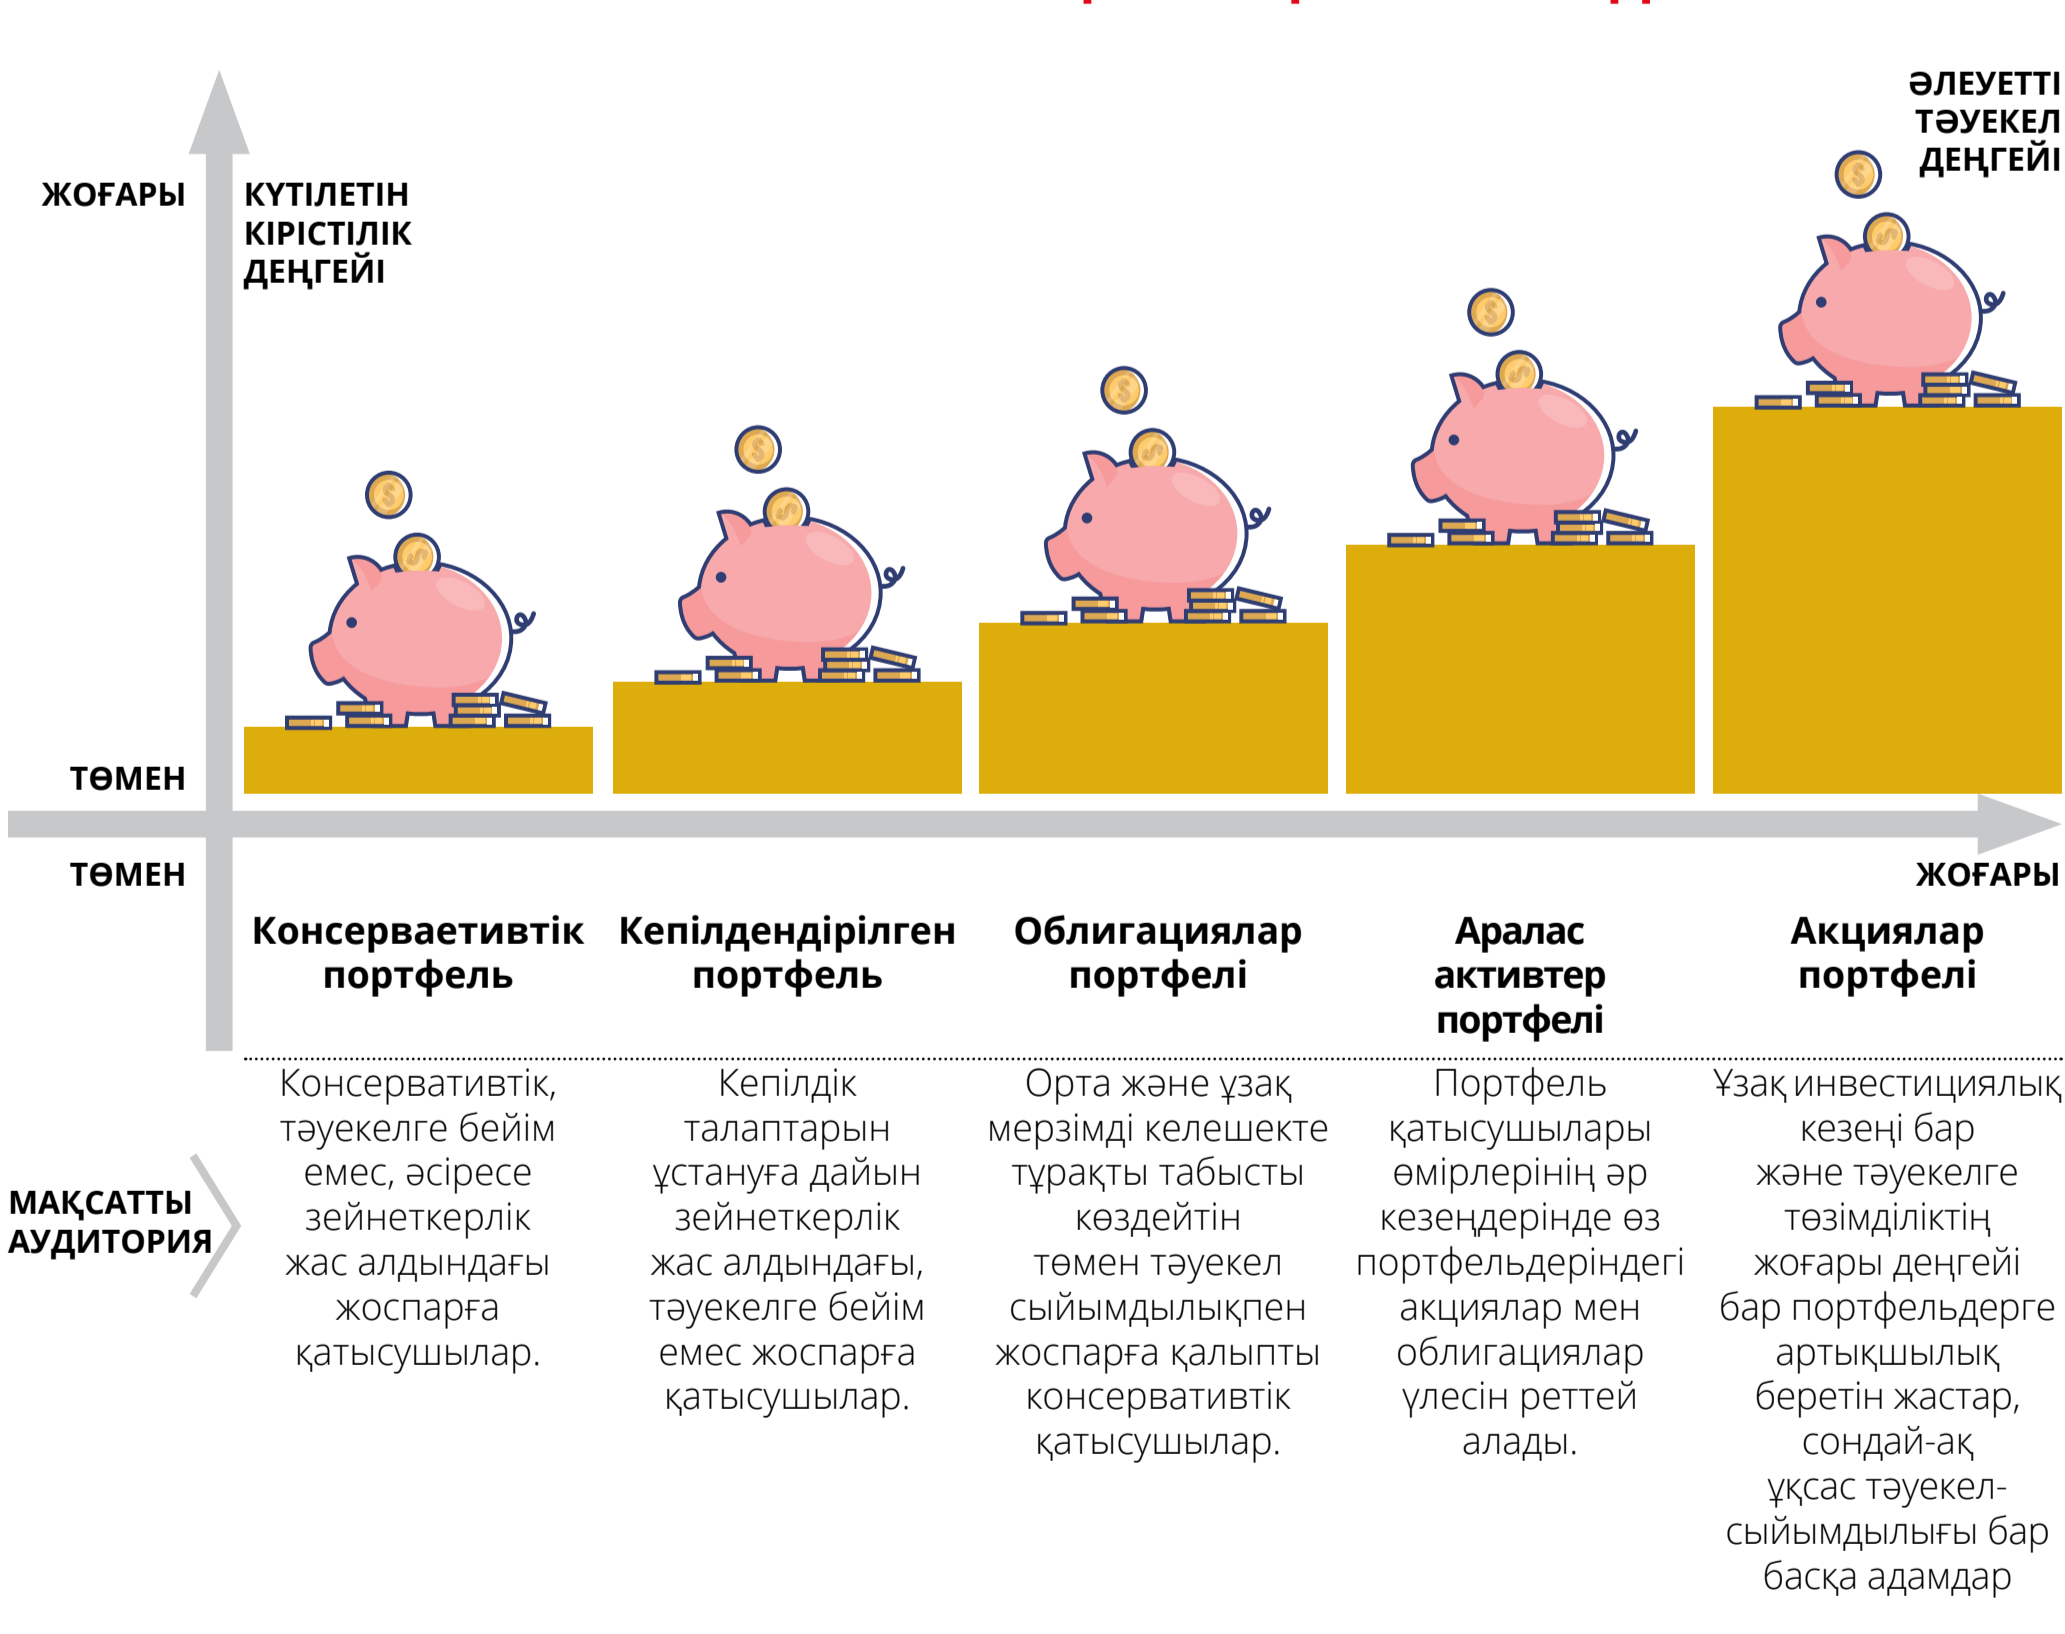 ӘЛЕУЕТТІ
ТӘУЕКЕЛ
ДЕҢГЕЙІ
ЖОҒАРЫ
КҮТІЛЕТІН
КІРІСТІЛІК
ДЕҢГЕЙІ
ТӨМЕН
ТӨМЕН
ЖОҒАРЫ
Консерваетивтік
портфель
Кепілдендірілген
портфель
Облигациялар
портфелі
Аралас
активтер
портфелі
Акциялар
портфелі
МАҚСАТТЫ
АУДИТОРИЯ
Консервативтік,
тәуекелге бейім
емес, әсіресе
зейнеткерлік
жас алдындағы
жоспарға
қатысушылар.
Кепілдік
талаптарын
ұстануға дайын
зейнеткерлік
жас алдындағы,
тәуекелге бейім
емес жоспарға
қатысушылар.
Орта және ұзақ
мерзімді келешекте
тұрақты табысты
көздейтін
төмен тәуекел
сыйымдылықпен
жоспарға қалыпты
консервативтік
қатысушылар.
Портфель
қатысушылары
өмірлерінің әр
кезеңдерінде өз
портфельдеріндегі
акциялар мен
облигациялар
үлесін реттей
алады.
Ұзақ инвестициялық
кезеңі бар
және тәуекелге
төзімділіктің
жоғары деңгейі
бар портфельдерге
артықшылық
беретін жастар,
сондай-ақ
ұқсас тәуекел-
сыйымдылығы бар
басқа адамдар